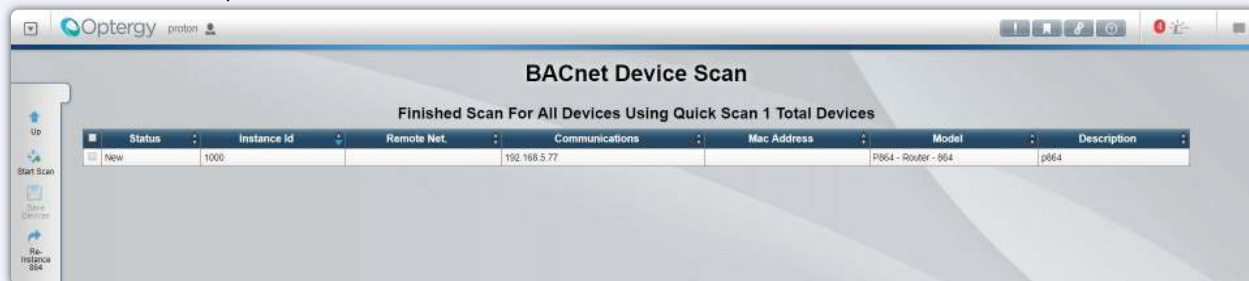 Optergy proton
4
BACnet Device Scan
Finished Scan For All Devices Using Quick Scan 1 Total Devices
Up
Start Scan
Save Devices
Re-Instance 864
Status Instance Id Remote Net. Communications Mac Address Model Description
New 1000 192.168.5.77 P864 - Router - 864 p864